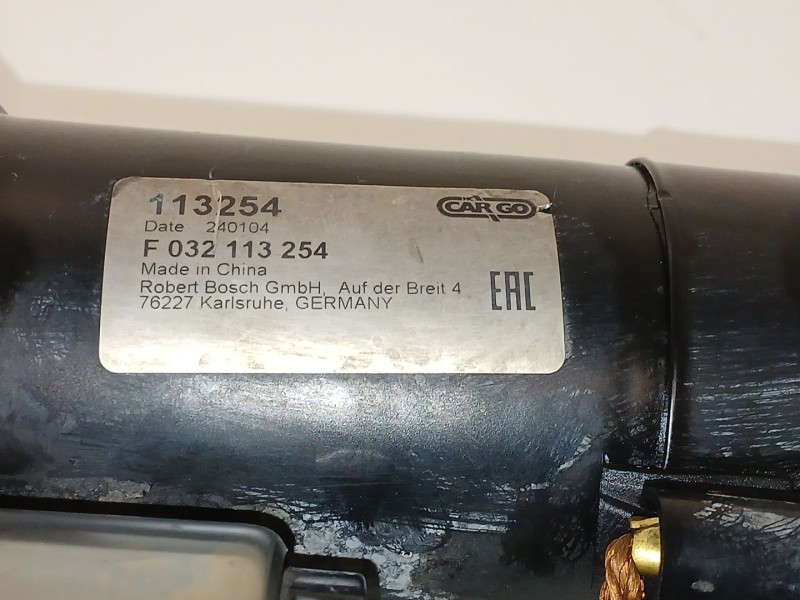 113254
CARGO
Date 240104
F 032 113 254
Made in China
Robert Bosch GmbH, Auf der Breit 4
76227 Karlsruhe, GERMANY
EAC